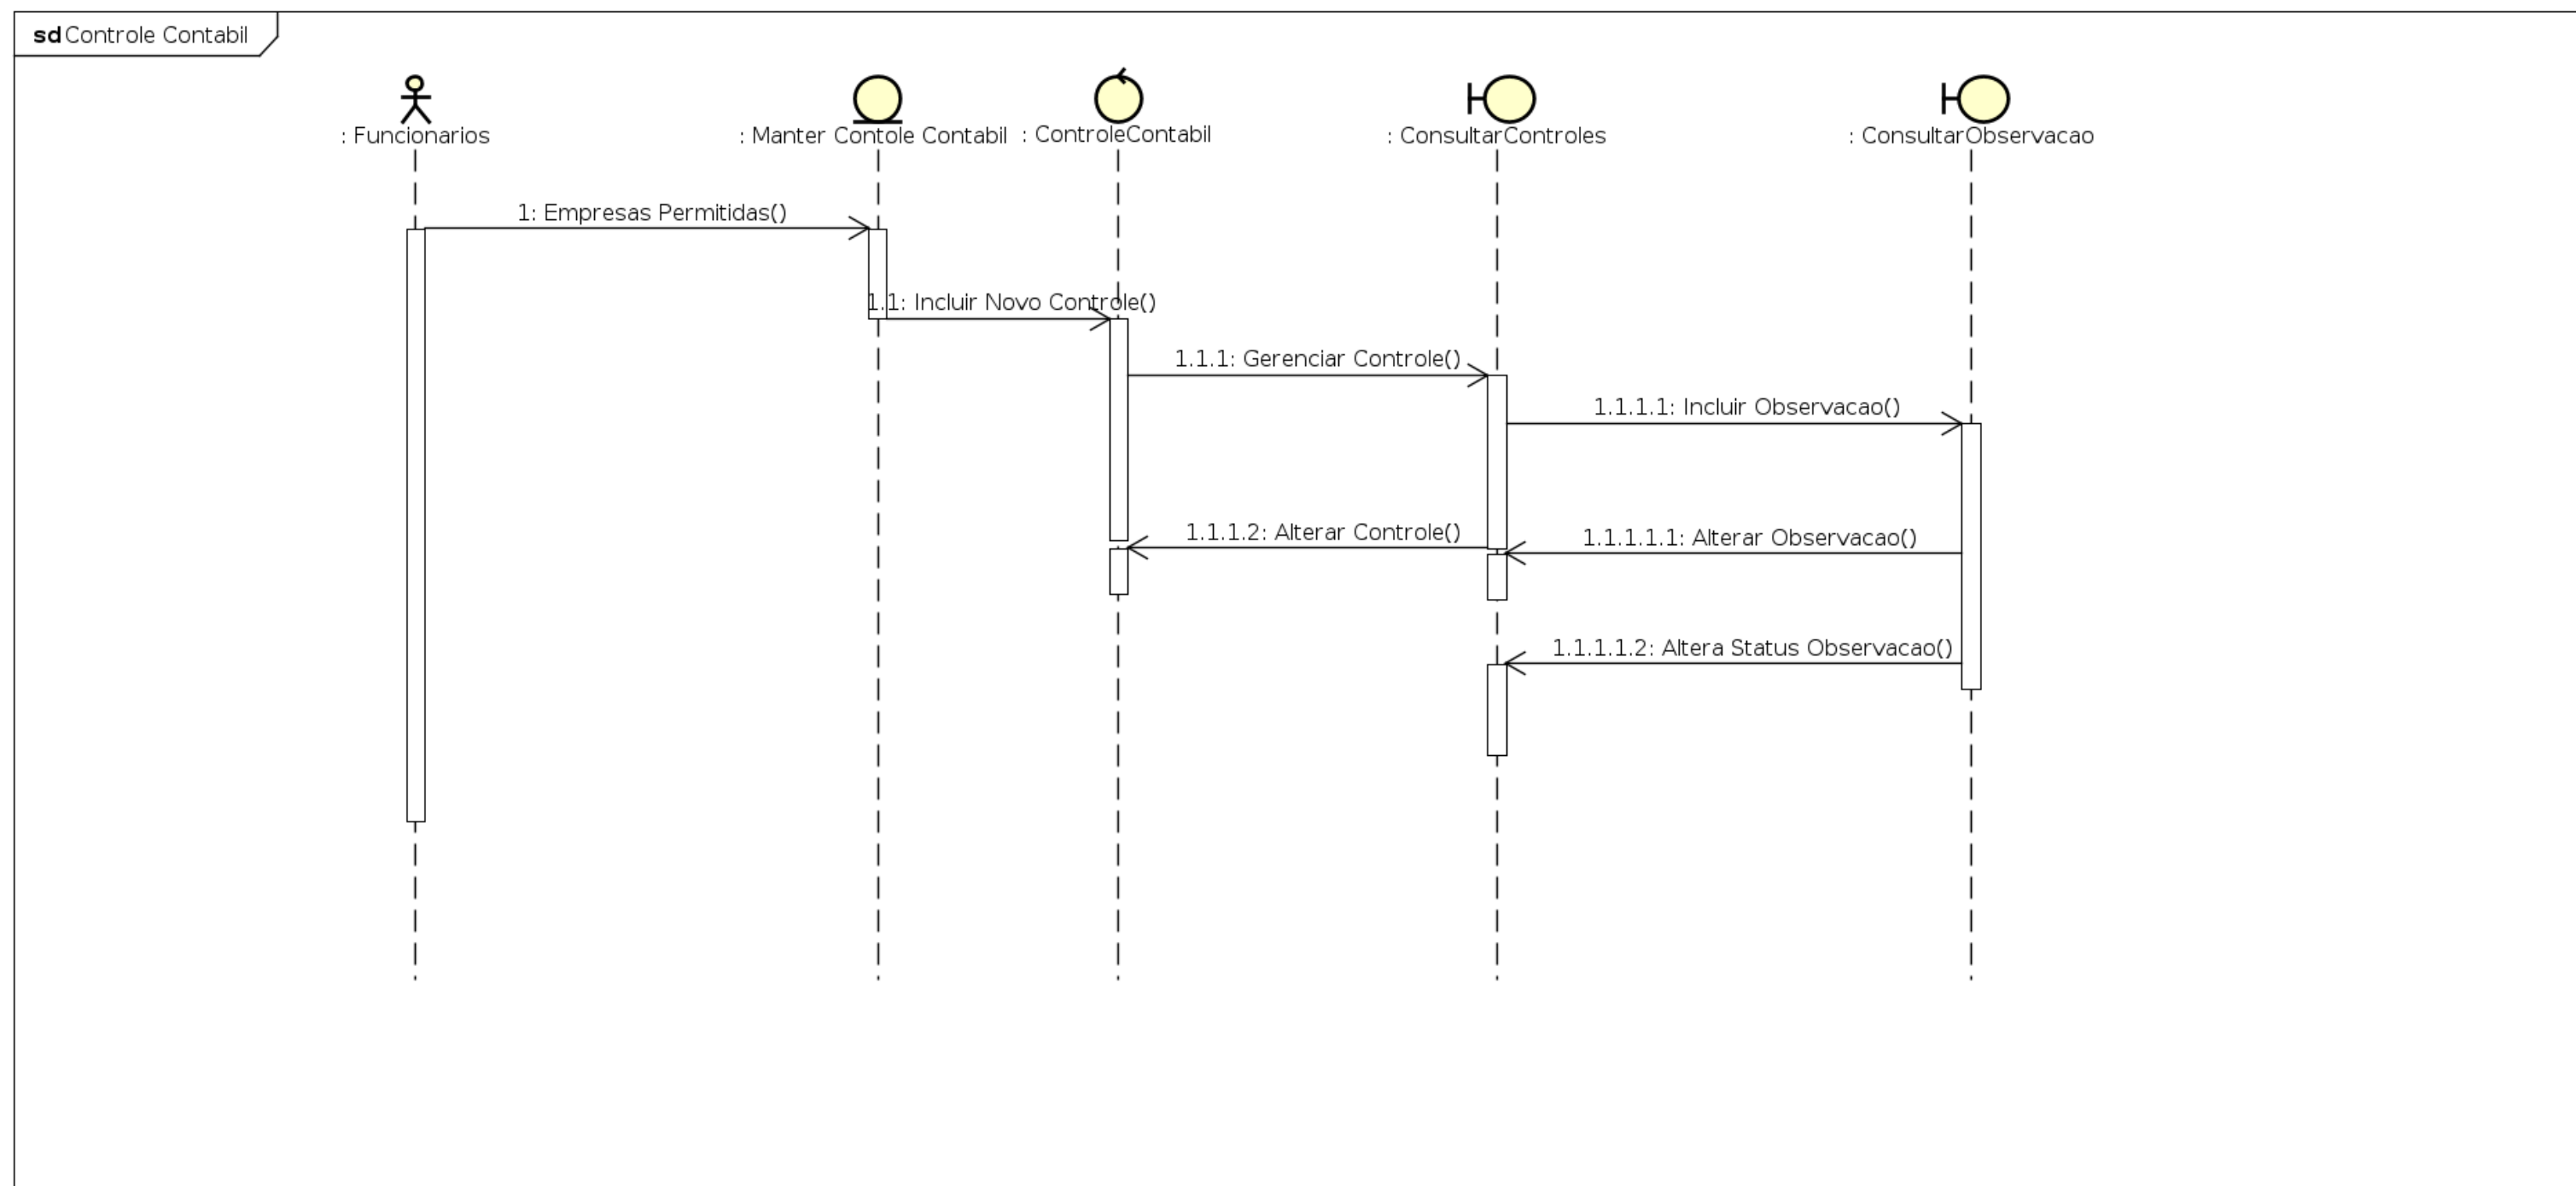 sd Controle Contabil
: Funcionarios
: Manter Contole Contabil
: ControleContabil
: ConsultarControles
: ConsultarObservacao
1: Empresas Permitidas()
1.1: Incluir Novo Controle()
1.1.1: Gerenciar Controle()
1.1.1.1: Incluir Observacao()
1.1.1.2: Alterar Controle()
1.1.1.1.1: Alterar Observacao()
1.1.1.1.2: Altera Status Observacao()